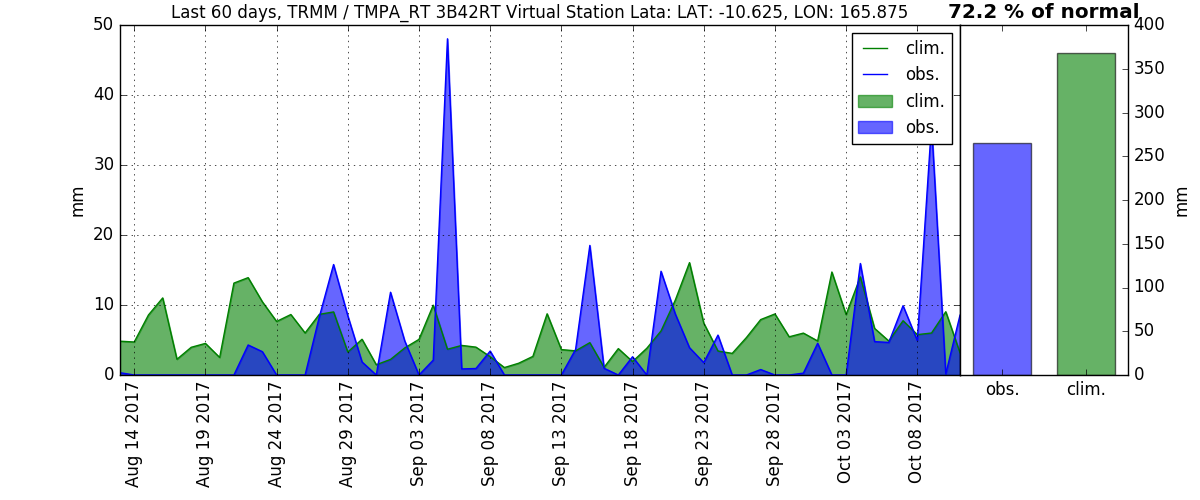 Last 60 days, TRMM / TMPA_RT 3B42RT Virtual Station Lata: LAT: -10.625, LON: 165.875
72.2 % of normal
50
40
30
20
10
0
mm
clim.
obs.
clim.
obs.
400
350
300
250
200
150
100
50
0
mm
Aug 14 2017
Aug 19 2017
Aug 24 2017
Aug 29 2017
Sep 03 2017
Sep 08 2017
Sep 13 2017
Sep 18 2017
Sep 23 2017
Sep 28 2017
Oct 03 2017
Oct 08 2017
obs.
clim.